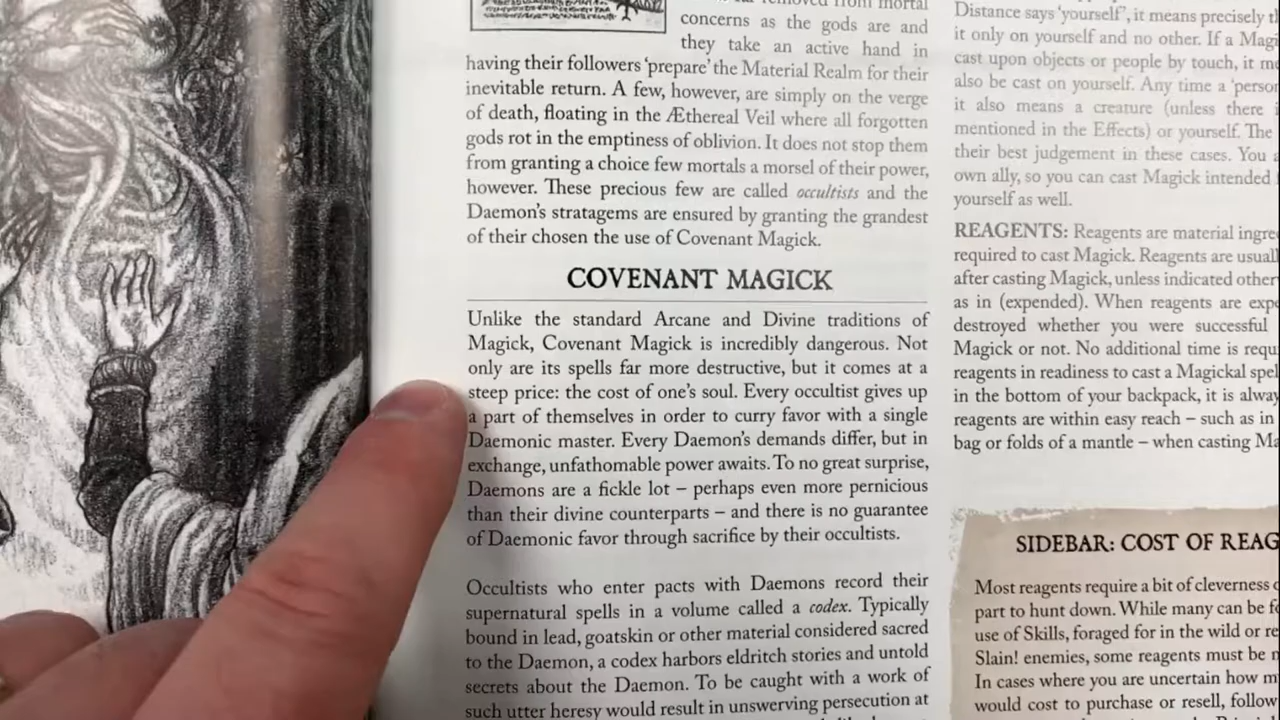 removed from mortal
concerns as the gods are and
they take an active hand in
having their followers ‘prepare’ the Material Realm for their
inevitable return. A few, however, are simply on the verge
of death, floating in the Æthereal Veil where all forgotten
gods rot in the emptiness of oblivion. It does not stop them
from granting a choice few mortals a morsel of their power,
however. These precious few are called occultists and the
Daemon’s stratagems are ensured by granting the grandest
of their chosen the use of Covenant Magick.
COVENANT MAGICK
Unlike the standard Arcane and Divine traditions of
Magick, Covenant Magick is incredibly dangerous. Not
only are its spells far more destructive, but it comes at a
steep price: the cost of one’s soul. Every occultist gives up
a part of themselves in order to curry favor with a single
Daemonic master. Every Daemon’s demands differ, but in
exchange, unfathomable power awaits. To no great surprise,
Daemons are a fickle lot – perhaps even more pernicious
than their divine counterparts – and there is no guarantee
of Daemonic favor through sacrifice by their occultists.
Occultists who enter pacts with Daemons record their
supernatural spells in a volume called a codex. Typically
bound in lead, goatskin or other material considered sacred
to the Daemon, a codex harbors eldritch stories and untold
secrets about the Daemon. To be caught with a work of
such utter heresy would result in unswerving persecution at
Distance says ‘yourself’, it means precisely
it only on yourself and no other. If a Magi
cast upon objects or people by touch, it
also be cast on yourself. Any time a ‘person
it also means a creature (unless there
mentioned in the Effects) or yourself. The
their best judgement in these cases. You
own ally, so you can cast Magick intended
yourself as well.
REAGENTS: Reagents are material ingre
required to cast Magick. Reagents are usual
after casting Magick, unless indicated other
as in (expended). When reagents are exp
destroyed whether you were successful
Magick or not. No additional time is requ
reagents in readiness to cast a Magickal spel
in the bottom of your backpack, it is alway
reagents are within easy reach – such as in
bag or folds of a mantle – when casting Ma
SIDEBAR: COST OF REAG
Most reagents require a bit of cleverness
part to hunt down. While many can be fo
use of Skills, foraged for in the wild or re
Slain! enemies, some reagents must be
In cases where you are uncertain how m
would cost to purchase or resell, follow